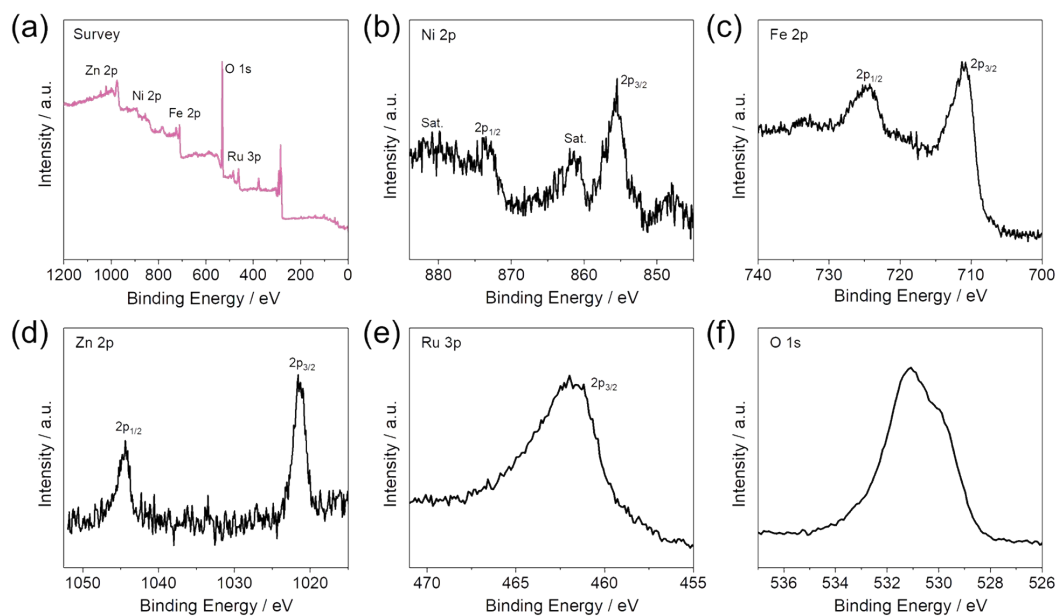 (a)
Survey
Zn 2p
Ni 2p
Fe 2p
O 1s
Ru 3p
Intensity / a.u.
1200 1000 800 600 400 200 0
Binding Energy / eV
(b)
Ni 2p
Sat.
2p1/2
Sat.
2p3/2
Intensity / a.u.
880 870 860 850
Binding Energy / eV
(c)
Fe 2p
2p1/2
2p3/2
Intensity / a.u.
740 730 720 710 700
Binding Energy / eV
(d)
Zn 2p
2p1/2
2p3/2
Intensity / a.u.
1050 1040 1030 1020
Binding Energy / eV
(e)
Ru 3p
2p3/2
Intensity / a.u.
470 465 460 455
Binding Energy / eV
(f)
O 1s
Intensity / a.u.
536 534 532 530 528 526
Binding Energy / eV